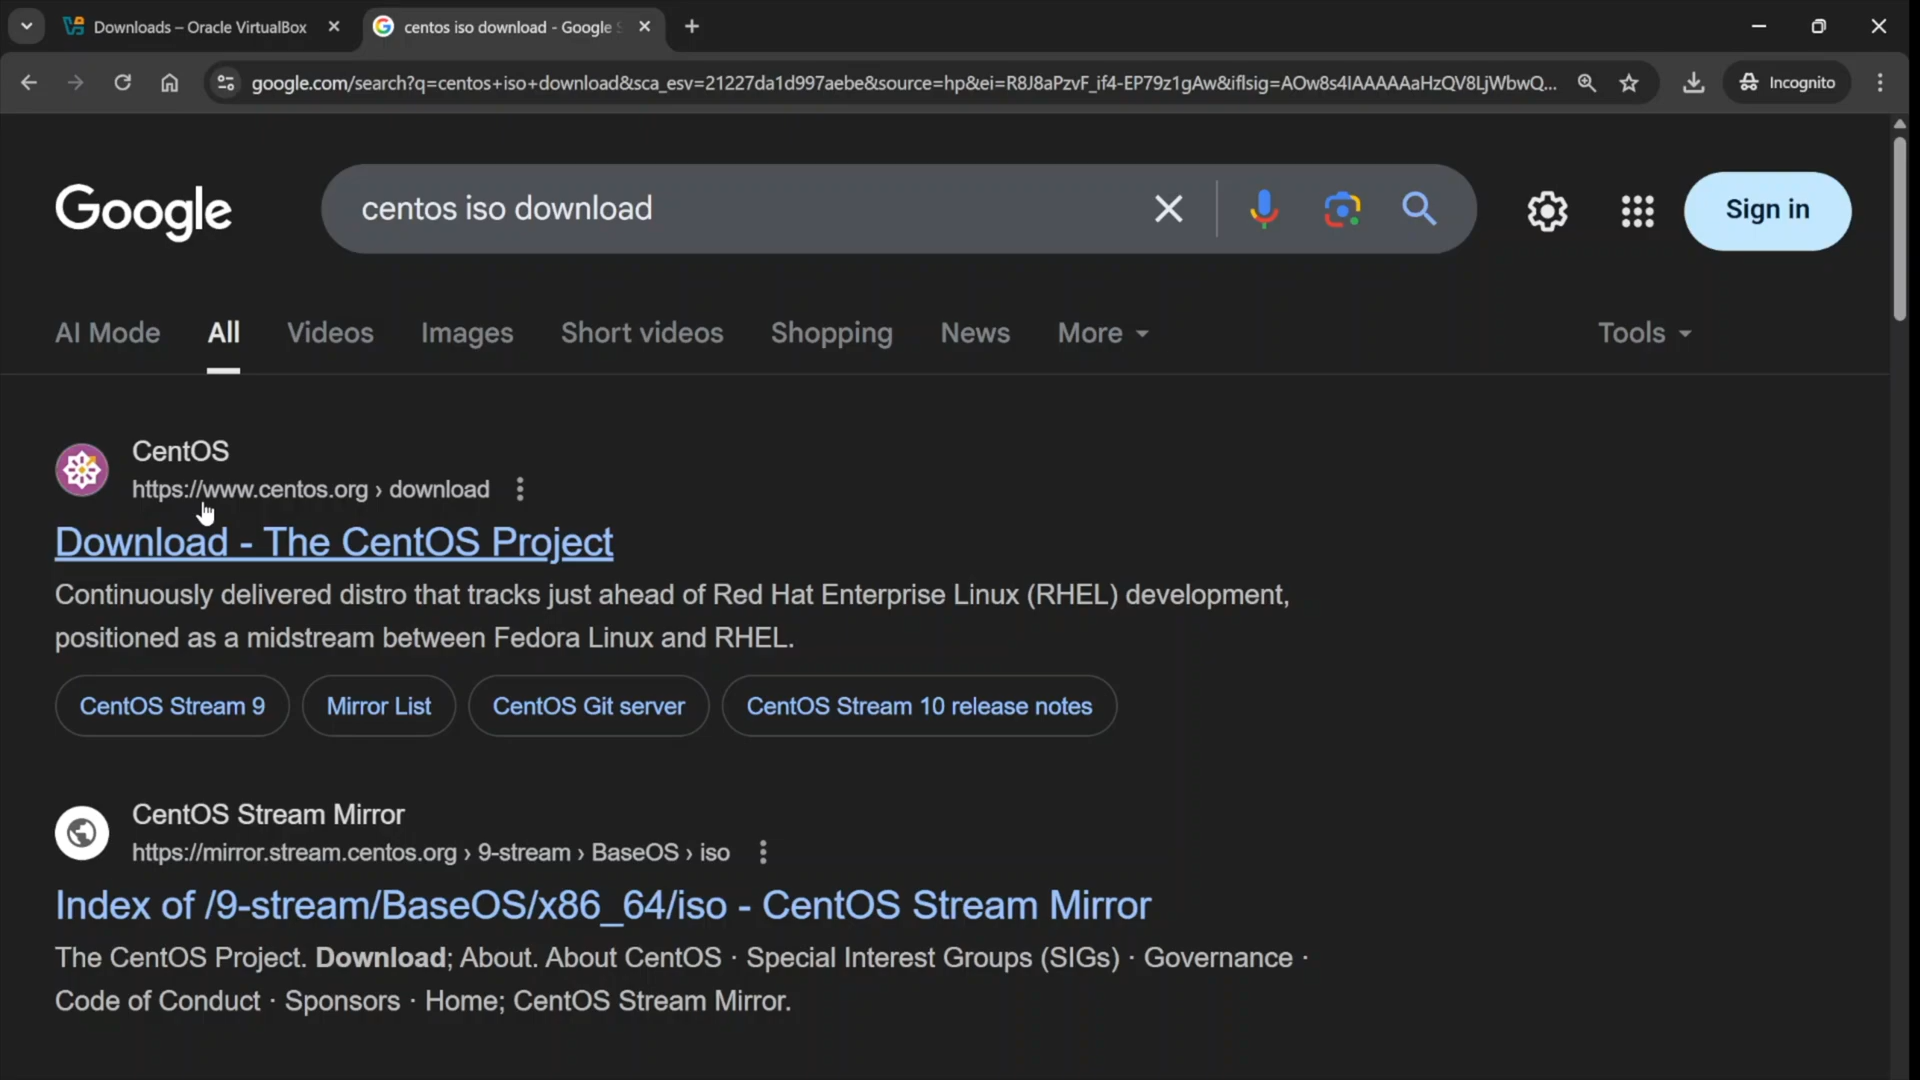 Downloads – Oracle VirtualBox
centos iso download - Google
google.com/search?q=centos+iso+download&sca_esv=21227da1d997aebe&source=hp&ei=R8J8aPzvF_if4-EP79z1gAw&iflsig=AOw8s4IAAAAAaHzQV8LjWbwQ...
Incognito
Google
centos iso download
Sign in
AI Mode
All
Videos
Images
Short videos
Shopping
News
More
Tools
CentOS
https://www.centos.org › download
Download - The CentOS Project
Continuously delivered distro that tracks just ahead of Red Hat Enterprise Linux (RHEL) development,
positioned as a midstream between Fedora Linux and RHEL.
CentOS Stream 9
Mirror List
CentOS Git server
CentOS Stream 10 release notes
CentOS Stream Mirror
https://mirror.stream.centos.org › 9-stream › BaseOS › iso
Index of /9-stream/BaseOS/x86_64/iso - CentOS Stream Mirror
The CentOS Project. Download; About. About CentOS · Special Interest Groups (SIGs) · Governance ·
Code of Conduct · Sponsors · Home; CentOS Stream Mirror.